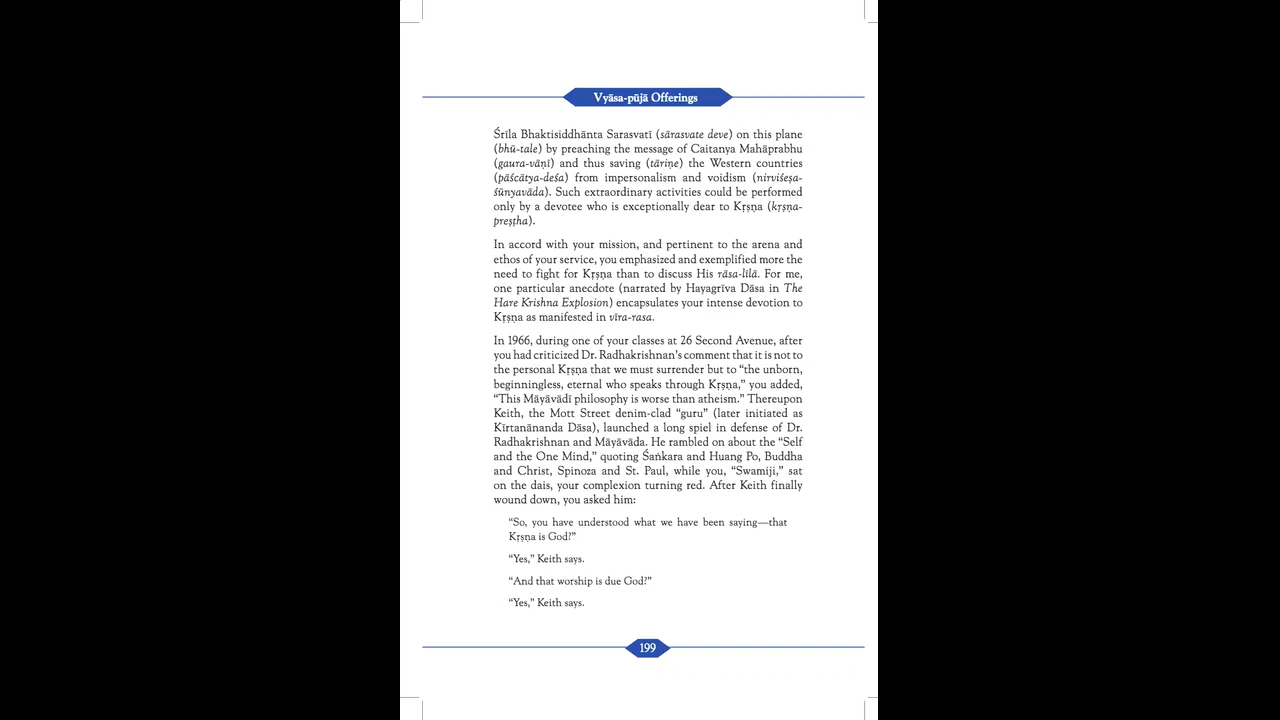 Vyāsa-pūjā Offerings
Śrīla Bhaktisiddhānta Sarasvatī (sārasvate deve) on this plane
(bhū-tale) by preaching the message of Caitanya Mahāprabhu
(gaura-vāṇī) and thus saving (tāriṇe) the Western countries
(pāścātya-deśa) from impersonalism and voidism (nirviśeṣa-
śūnyavāda). Such extraordinary activities could be performed
only by a devotee who is exceptionally dear to Kṛṣṇa (kṛṣṇa-
preṣṭha).
In accord with your mission, and pertinent to the arena and
ethos of your service, you emphasized and exemplified more the
need to fight for Kṛṣṇa than to discuss His rāsa-līlā. For me,
one particular anecdote (narrated by Hayagrīva Dāsa in The
Hare Krishna Explosion) encapsulates your intense devotion to
Kṛṣṇa as manifested in vīra-rasa.
In 1966, during one of your classes at 26 Second Avenue, after
you had criticized Dr. Radhakrishnan’s comment that it is not to
the personal Kṛṣṇa that we must surrender but to “the unborn,
beginningless, eternal who speaks through Kṛṣṇa,” you added,
“This Māyāvādī philosophy is worse than atheism.” Thereupon
Keith, the Mott Street denim-clad “guru” (later initiated as
Kīrtanānanda Dāsa), launched a long spiel in defense of Dr.
Radhakrishnan and Māyāvāda. He rambled on about the “Self
and the One Mind,” quoting Śaṅkara and Huang Po, Buddha
and Christ, Spinoza and St. Paul, while you, “Swamiji,” sat
on the dais, your complexion turning red. After Keith finally
wound down, you asked him:
“So, you have understood what we have been saying—that
Kṛṣṇa is God?”
“Yes,” Keith says.
“And that worship is due God?”
“Yes,” Keith says.
199